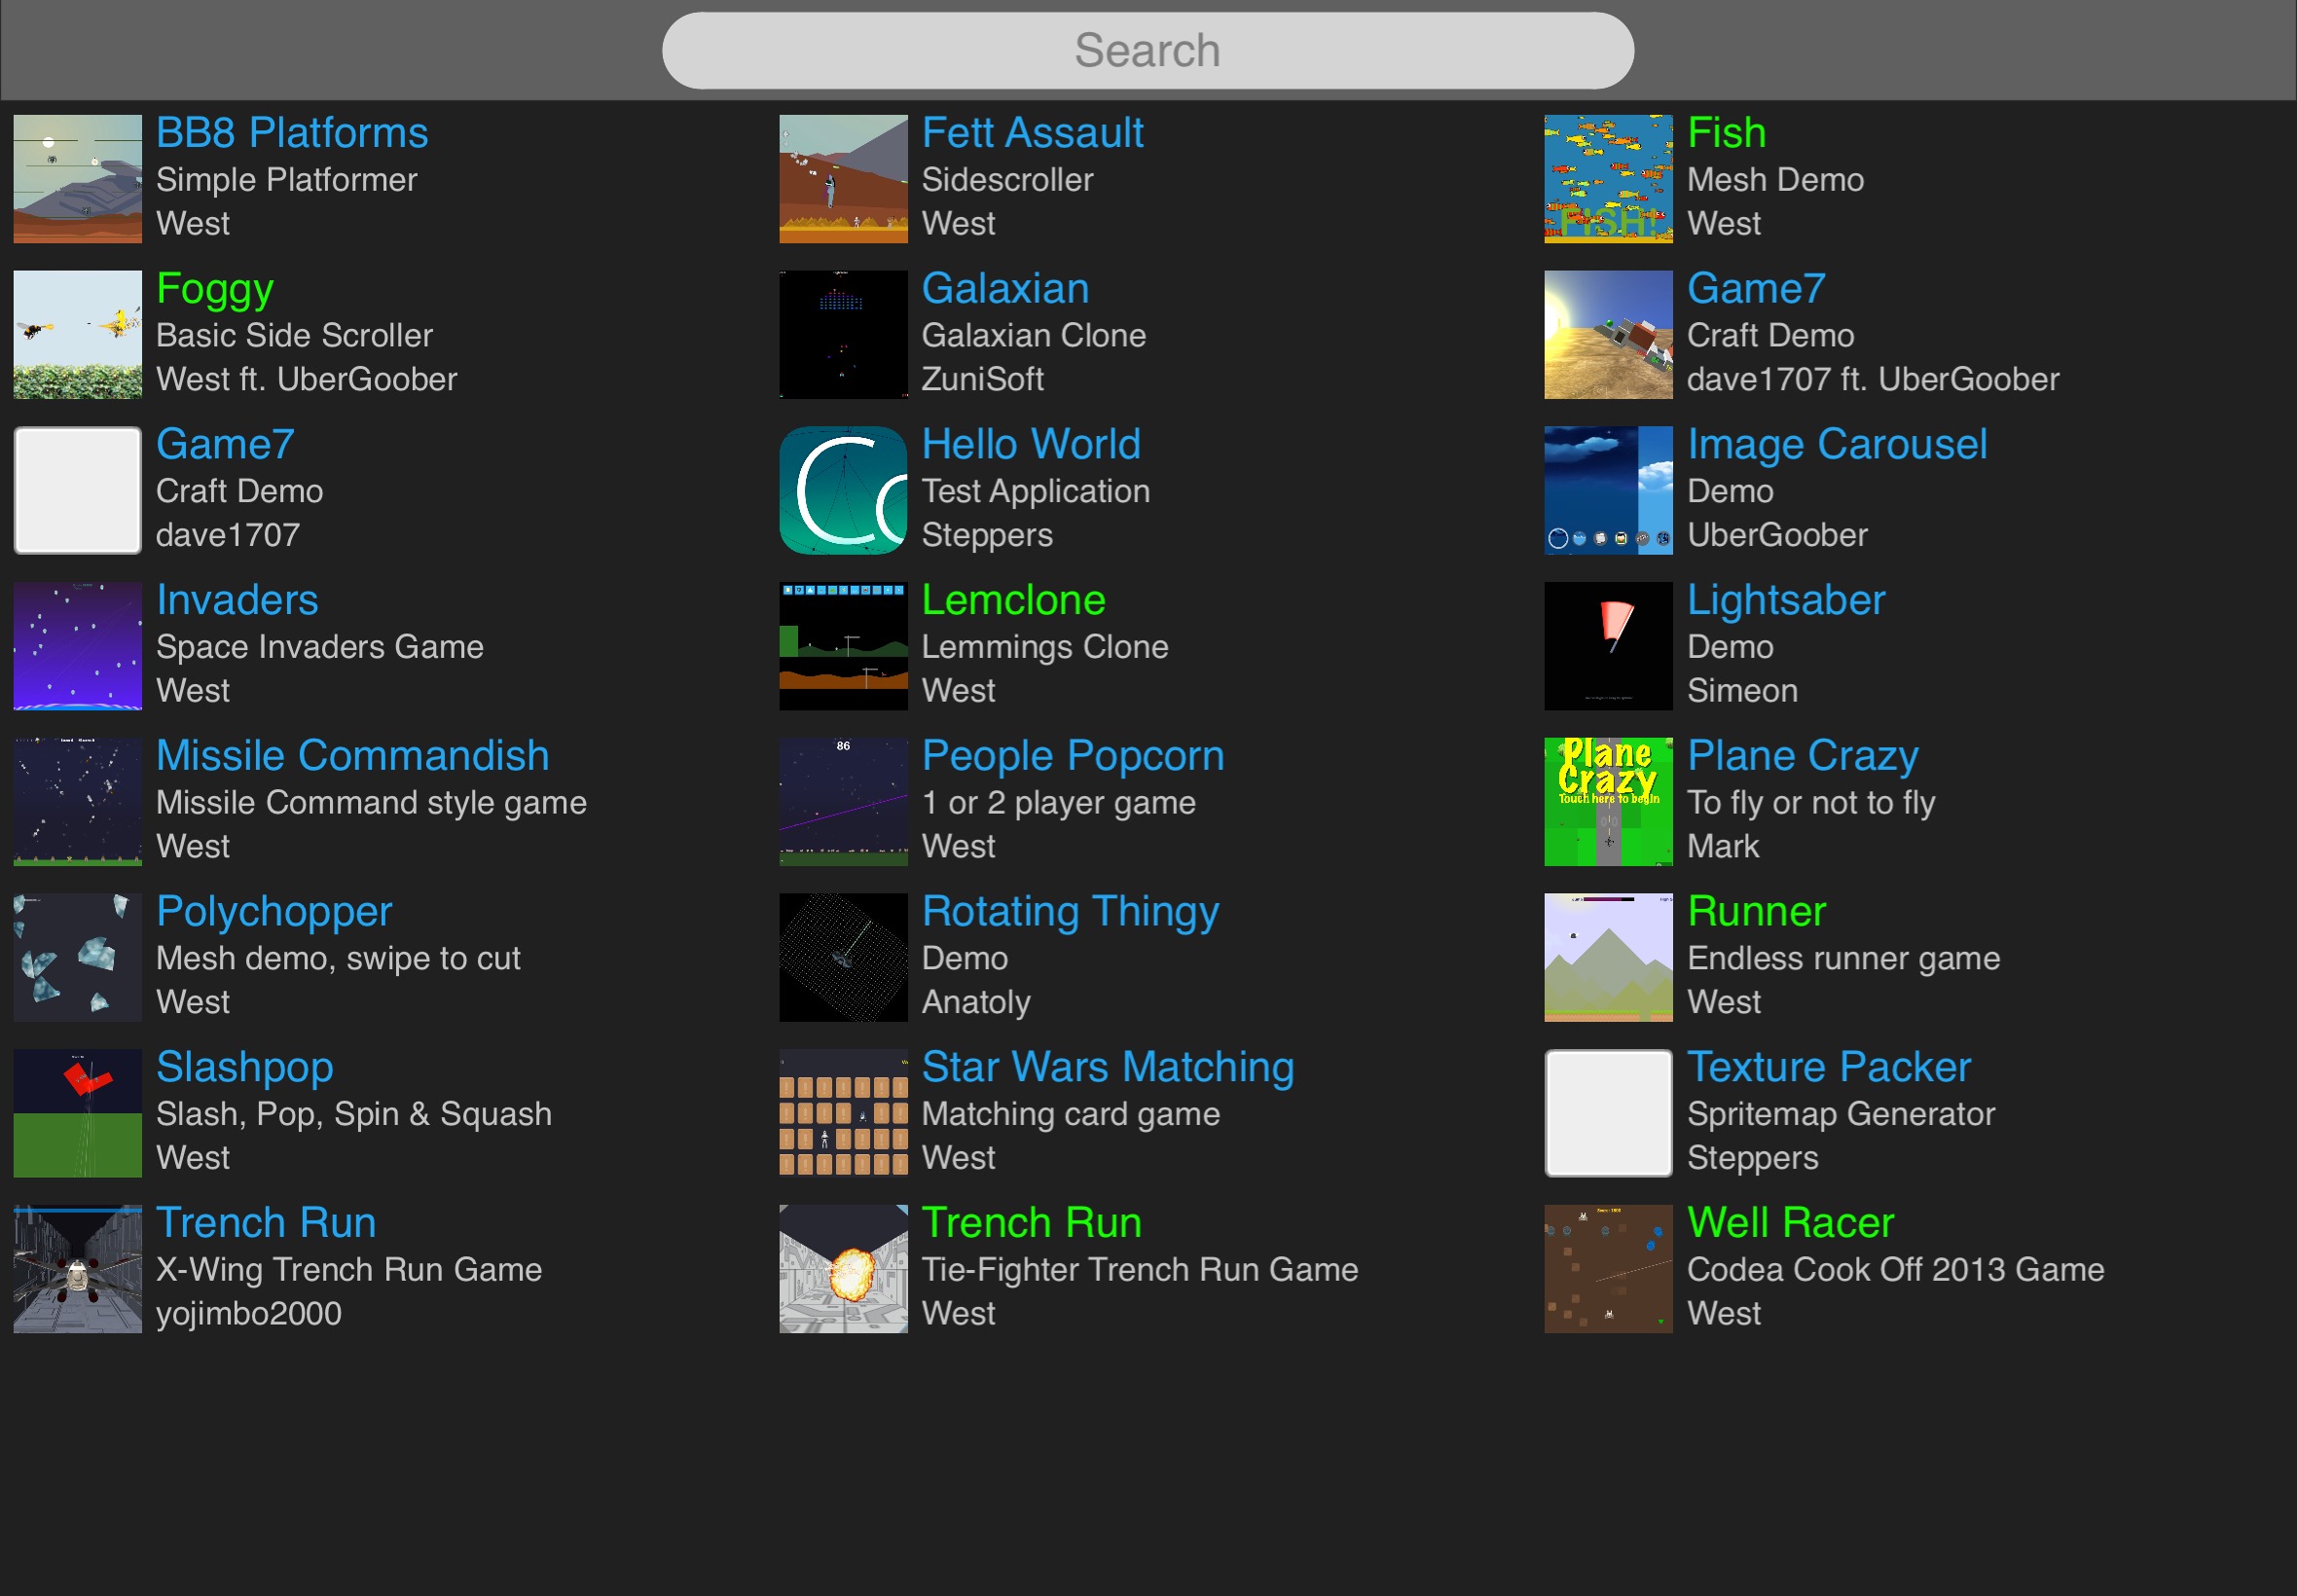 Search
BB8 Platforms
Simple Platformer
West
Fett Assault
Sidescroller
West
FISH!
Fish
Mesh Demo
West
Foggy
Basic Side Scroller
West ft. UberGoober
Galaxian
Galaxian Clone
ZuniSoft
Game7
Craft Demo
dave1707 ft. UberGoober
Game7
Craft Demo
dave1707
Co
Hello World
Test Application
Steppers
Image Carousel
Demo
UberGoober
Invaders
Space Invaders Game
West
Lemclone
Lemmings Clone
West
Lightsaber
Demo
Simeon
Missile Commandish
Missile Command style game
West
86
People Popcorn
1 or 2 player game
West
Plane
Crazy
Touch here to begin
Plane Crazy
To fly or not to fly
Mark
Polychopper
Mesh demo, swipe to cut
West
Rotating Thingy
Demo
Anatoly
Runner
Endless runner game
West
Slashpop
Slash, Pop, Spin & Squash
West
Star Wars Matching
Matching card game
West
Texture Packer
Spritemap Generator
Steppers
Trench Run
X-Wing Trench Run Game
yojimbo2000
Trench Run
Tie-Fighter Trench Run Game
West
Well Racer
Codea Cook Off 2013 Game
West